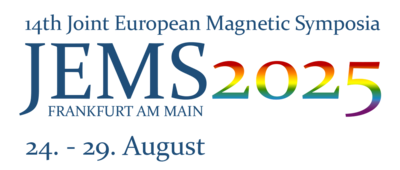 14th Joint European Magnetic Symposia
JEMS2025
FRANKFURT AM MAIN
24. - 29. August